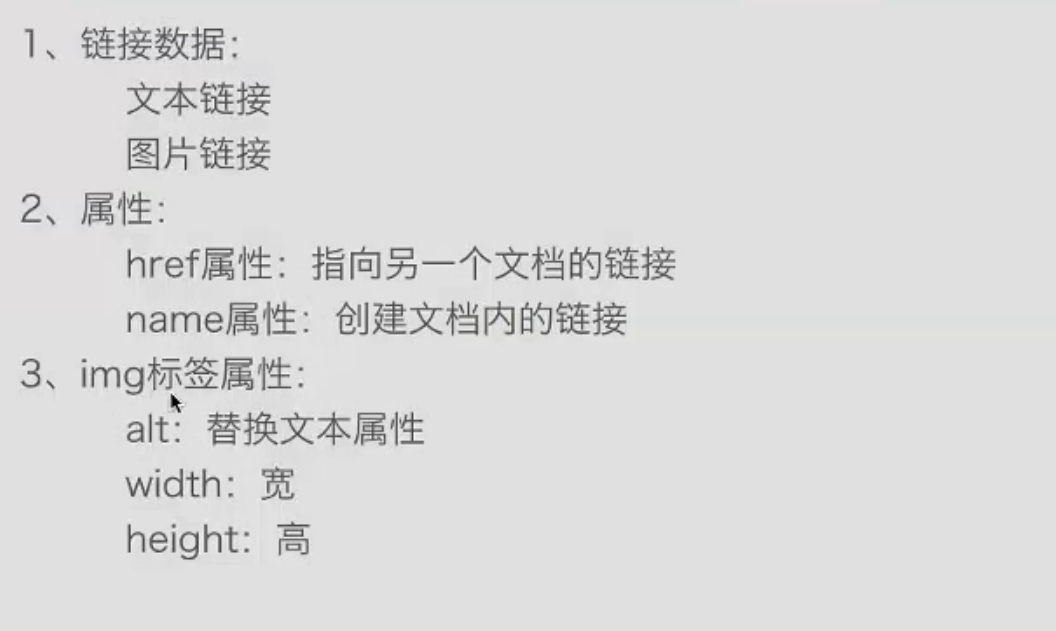 1、链接数据：
文本链接
图片链接
2、属性：
href属性：指向另一个文档的链接
name属性：创建文档内的链接
3、img标签属性：
alt：替换文本属性
width：宽
height：高